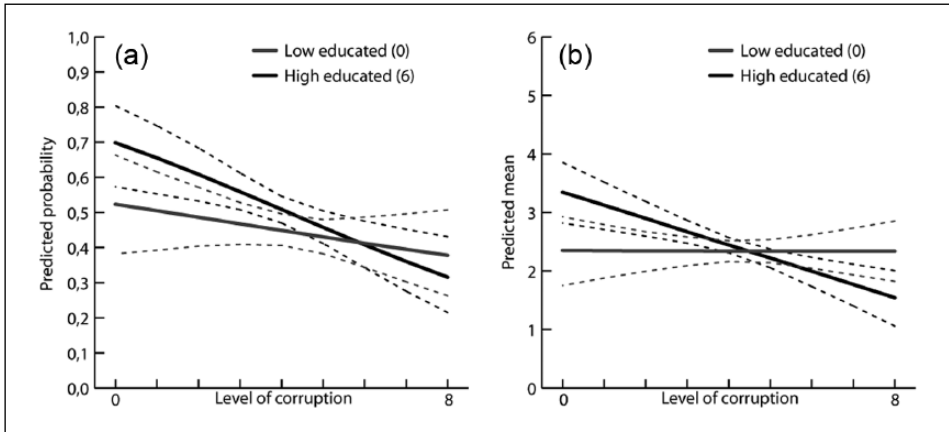 (a)
Low educated (0)
High educated (6)
Predicted probability
1,0
0,9
0,8
0,7
0,6
0,5
0,4
0,3
0,2
0,1
0,0
0
Level of corruption
8
(b)
Low educated (0)
High educated (6)
Predicted mean
6
5
4
3
2
1
0
0
Level of corruption
8